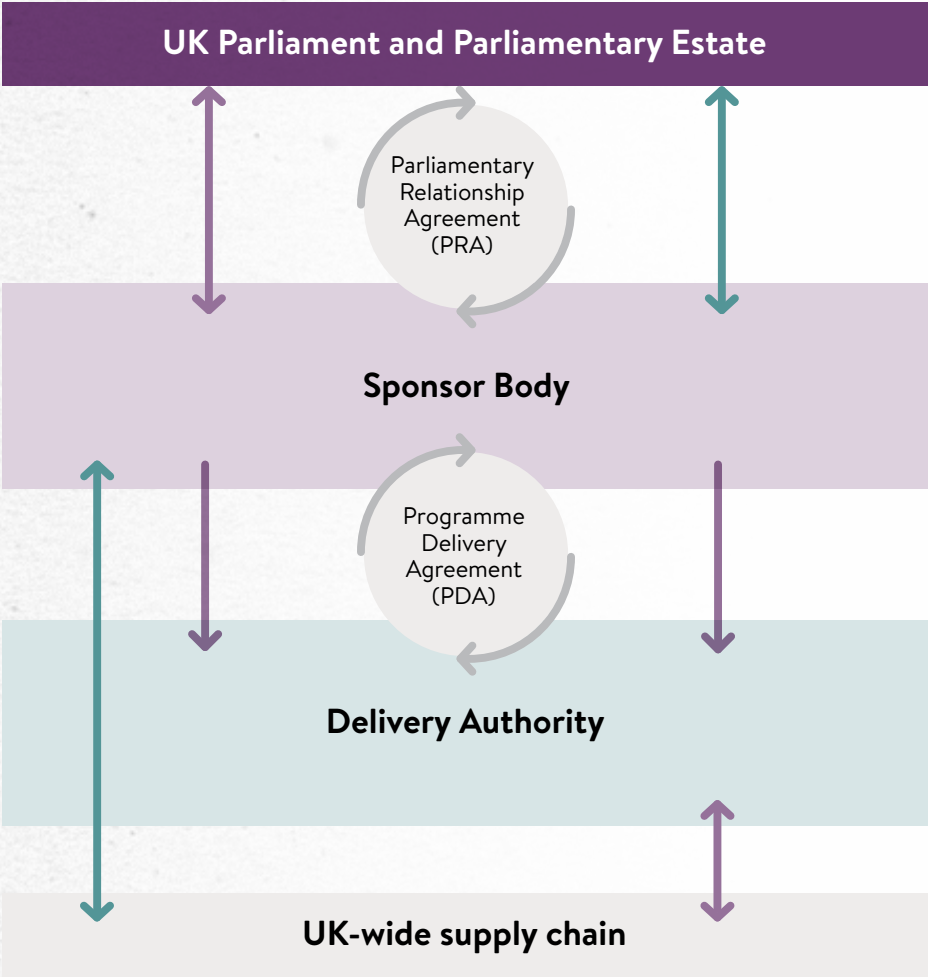 UK Parliament and Parliamentary Estate
Parliamentary
Relationship
Agreement
(PRA)
Sponsor Body
Programme
Delivery
Agreement
(PDA)
Delivery Authority
UK-wide supply chain